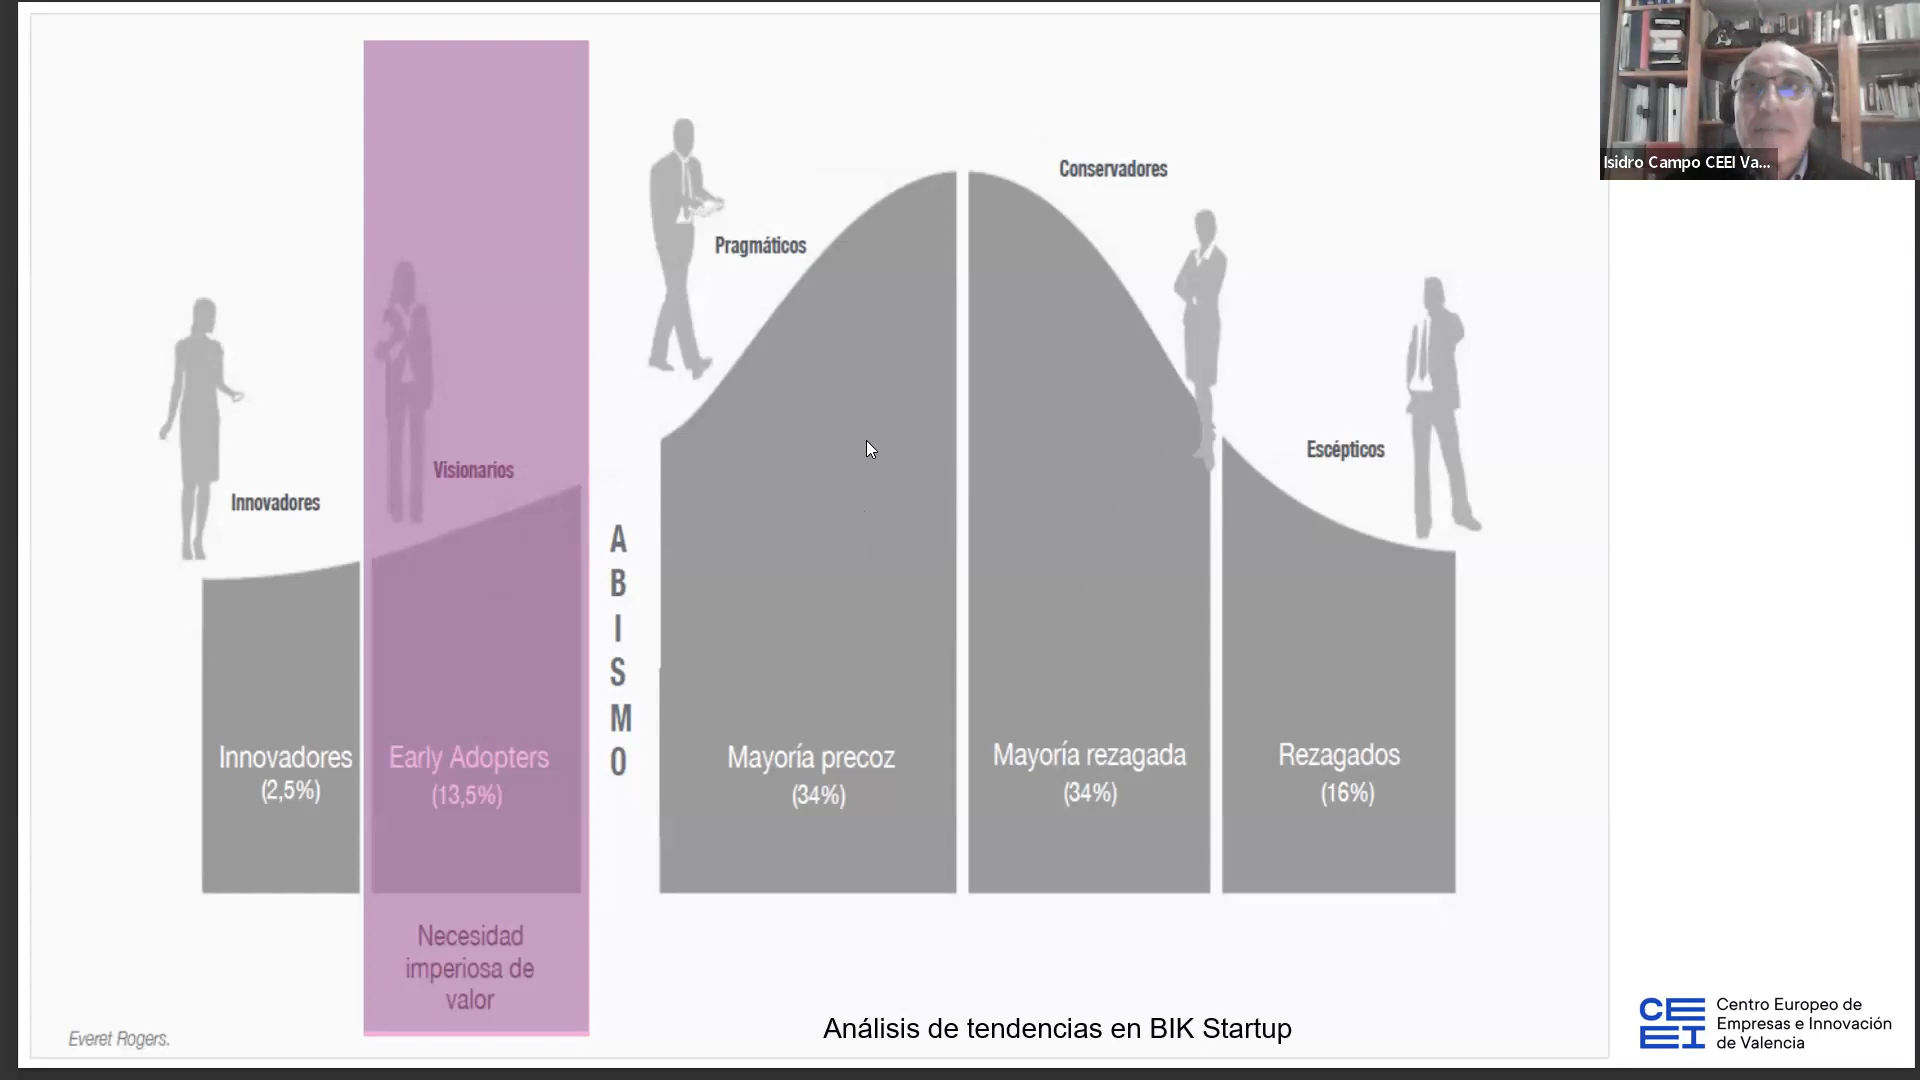 Isidro Campo CEEI Va...
Conservadores
Pragmáticos
Escépticos
Visionarios
Innovadores
A
B
I
S
M
O
Innovadores
(2,5%)
Early Adopters
(13,5%)
Mayoría precoz
(34%)
Mayoría rezagada
(34%)
Rezagados
(16%)
Necesidad
imperiosa de
valor
Everet Rogers.
Análisis de tendencias en BIK Startup
CE
EI
Centro Europeo de
Empresas e Innovación
de Valencia